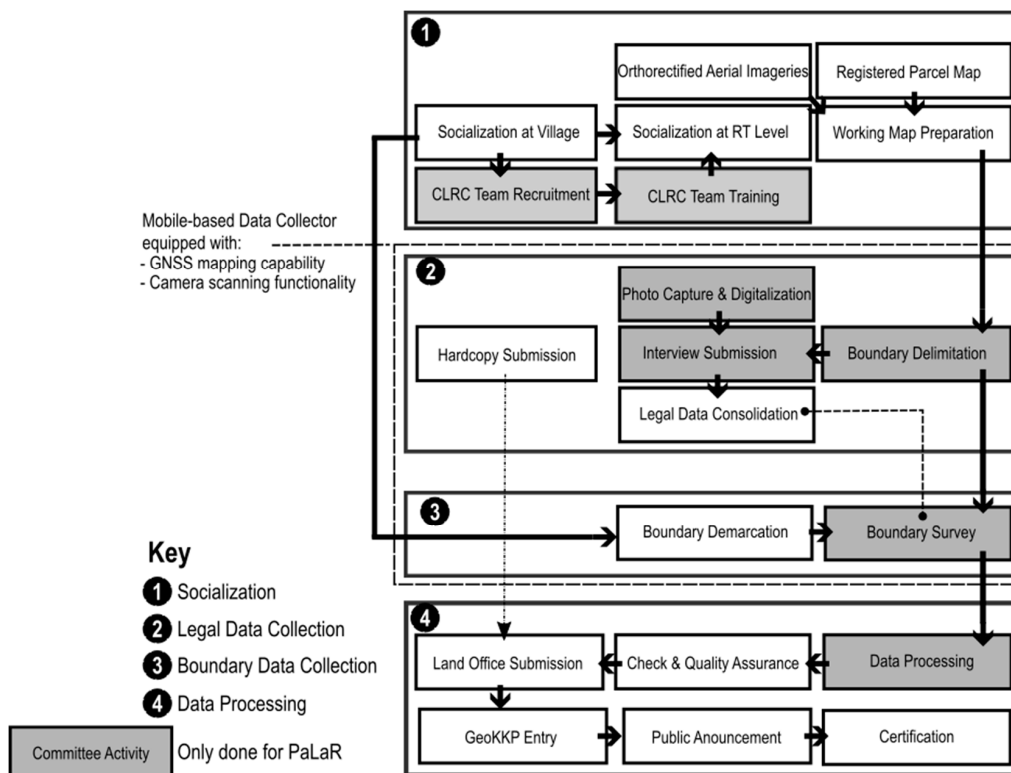 1
Orthorectified Aerial Imageries
Registered Parcel Map
Socialization at Village
Socialization at RT Level
Working Map Preparation
CLRC Team Recruitment
CLRC Team Training
Mobile-based Data Collector
equipped with:
- GNSS mapping capability
- Camera scanning functionality
2
Photo Capture & Digitalization
Hardcopy Submission
Interview Submission
Boundary Delimitation
Legal Data Consolidation
3
Boundary Demarcation
Boundary Survey
Key
1 Socialization
2 Legal Data Collection
3 Boundary Data Collection
4 Data Processing
Committee Activity
Only done for PaLaR
4
Land Office Submission
Check & Quality Assurance
Data Processing
GeoKKP Entry
Public Anouncement
Certification